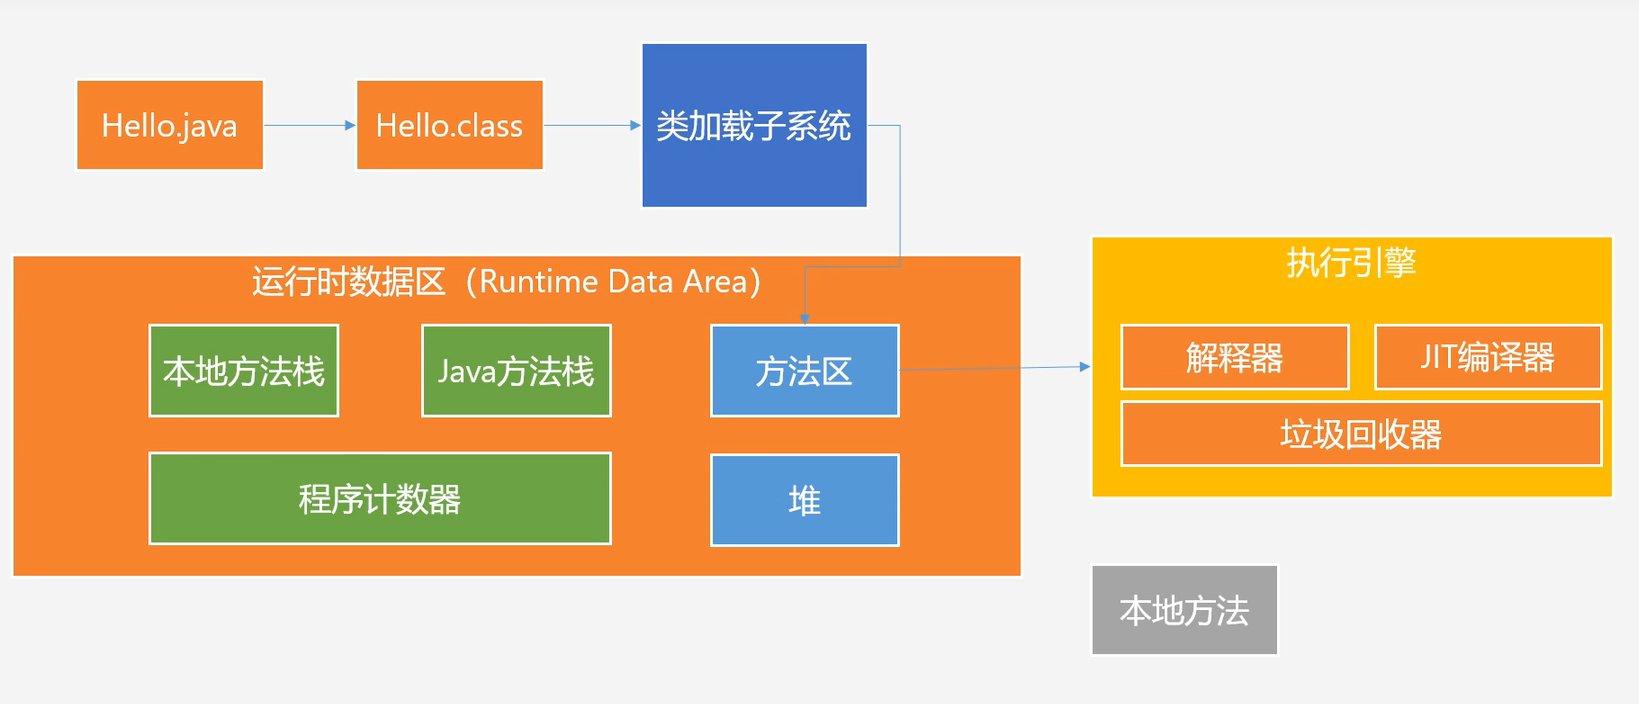 Hello.java
Hello.class
类加载子系统
运行时数据区（Runtime Data Area）
本地方法栈
Java方法栈
方法区
程序计数器
堆
执行引擎
解释器
JIT编译器
垃圾回收器
本地方法